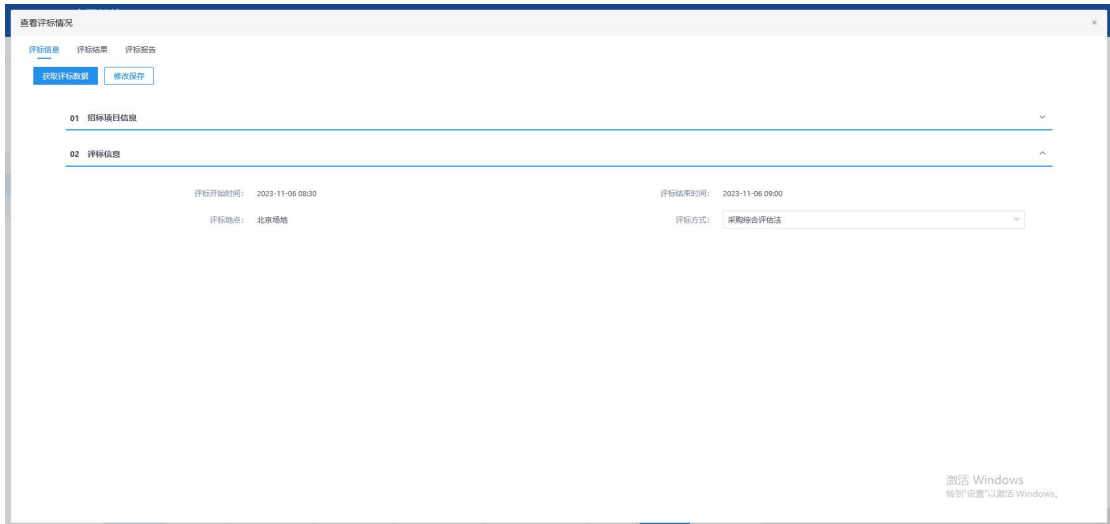 查看评标情况
评标信息 评标结果 评标报告
获取评标数据 修改保存
01 招标项目信息
02 评标信息
评标开始时间: 2023-11-06 08:30 评标结束时间: 2023-11-06 09:00
评标地点: 北京场地 评标方式: 采购综合评估法
激活 Windows
转到"设置"以激活 Windows。